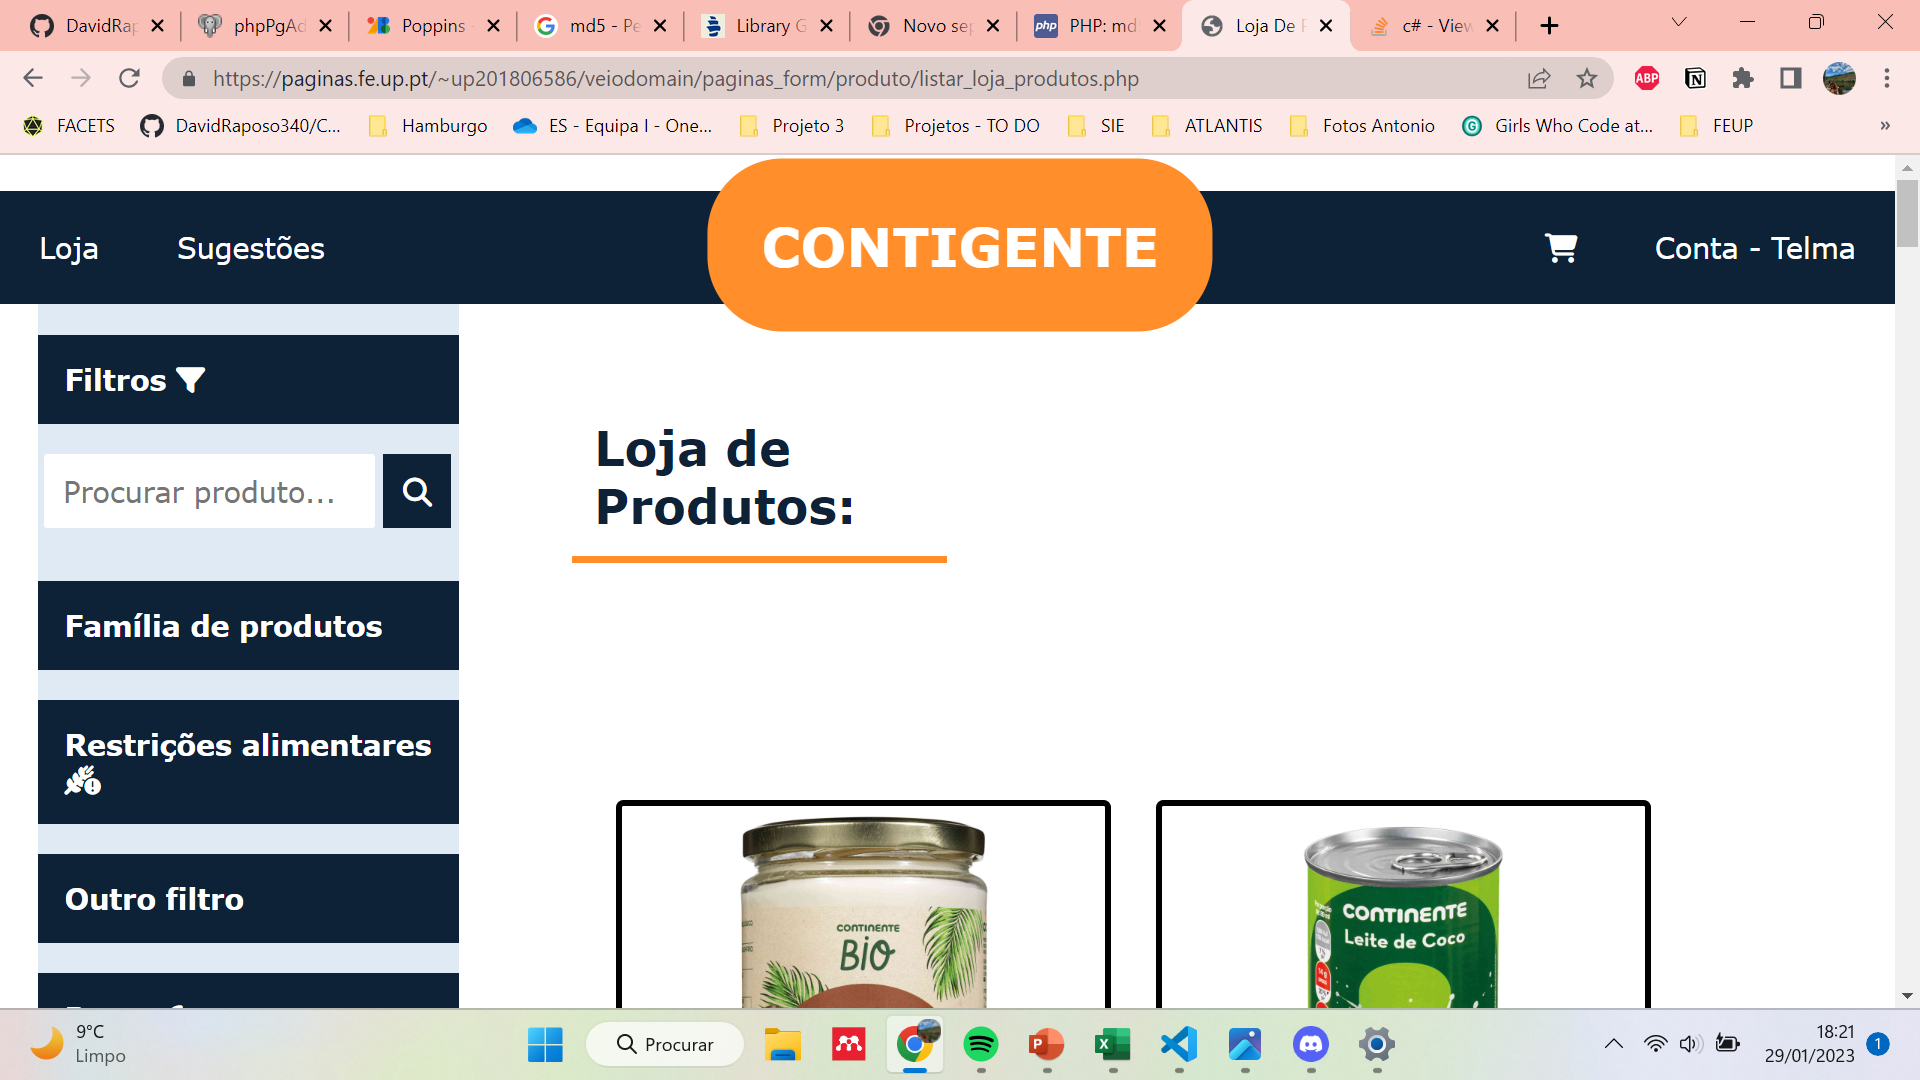 DavidRap
phpPgAd
Poppins
md5 - Pe
Library G
Novo sep
PHP: md5
Loja De P
c# - View
https://paginas.fe.up.pt/~up201806586/veiodomain/paginas_form/produto/listar_loja_produtos.php
ABP
FACETS
DavidRaposo340/C...
Hamburgo
ES - Equipa I - One...
Projeto 3
Projetos - TO DO
SIE
ATLANTIS
Fotos Antonio
Girls Who Code at...
FEUP
»
Loja
Sugestões
CONTIGENTE
Conta - Telma
Filtros
Procurar produto...
Loja de
Produtos:
Família de produtos
Restrições alimentares
Outro filtro
CONTINENTE
BIO
CONTINENTE
Leite de Coco
9°C
Limpo
Procurar
18:21
29/01/2023
1